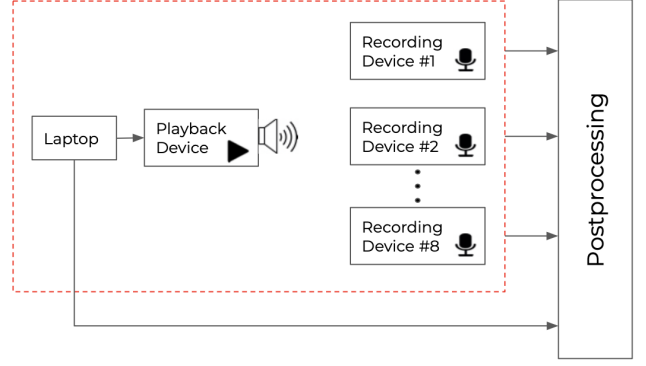 Recording
Device #1
Laptop
Playback
Device
Recording
Device #2
Recording
Device #8
Postprocessing